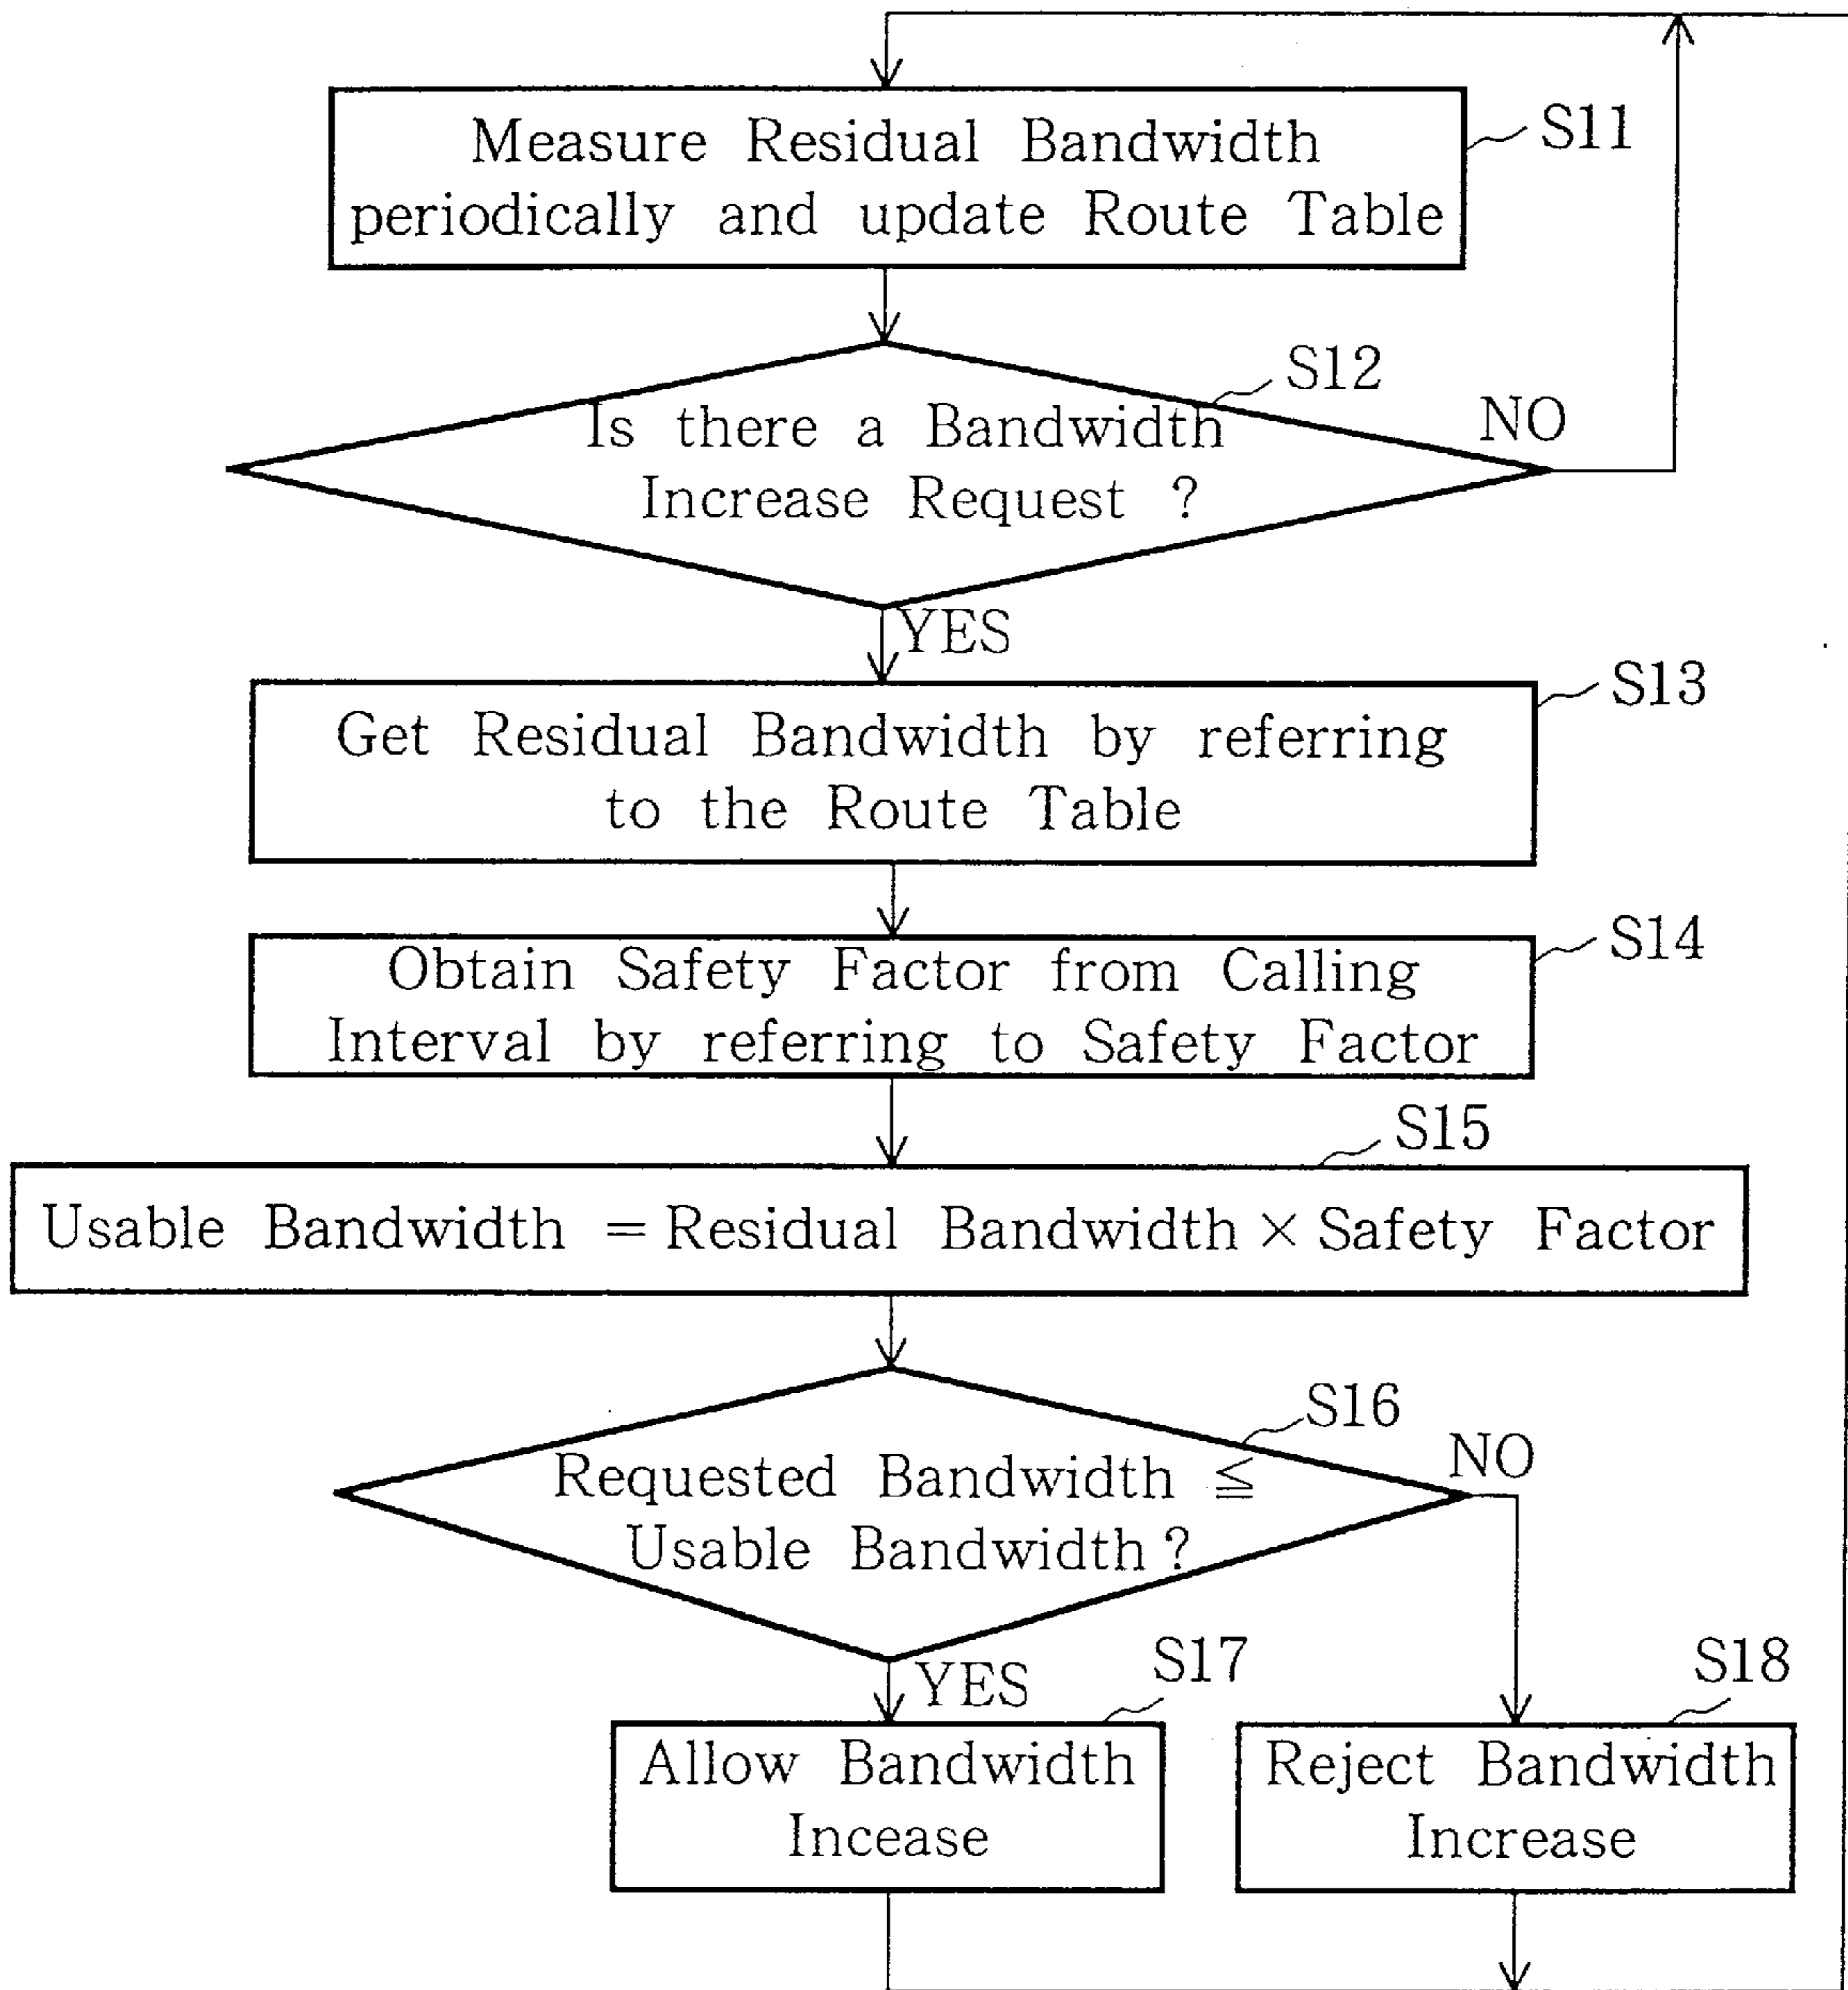 Measure Residual Bandwidth
periodically and update Route Table
S11
S12
Is there a Bandwidth
Increase Request ?
NO
YES
S13
Get Residual Bandwidth by referring
to the Route Table
S14
Obtain Safety Factor from Calling
Interval by referring to Safety Factor
S15
Usable Bandwidth = Residual Bandwidth × Safety Factor
S16
Requested Bandwidth ≦
Usable Bandwidth ?
NO
YES
S17
Allow Bandwidth
Incease
S18
Reject Bandwidth
Increase